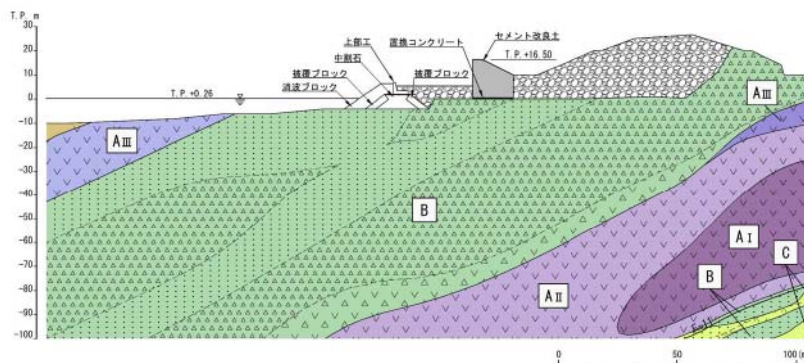 T.P. m
30
20
10
0
-10
-20
-30
-40
-50
-60
-70
-80
-90
-100
上部工
中割石
被覆ブロック
消波ブロック
置換コンクリート
被覆ブロック
セメント改良土
T.P.+16.50
T.P.+0.26
AⅢ
AⅢ
B
AⅠ
AⅡ
B
C
0
50
100 (m